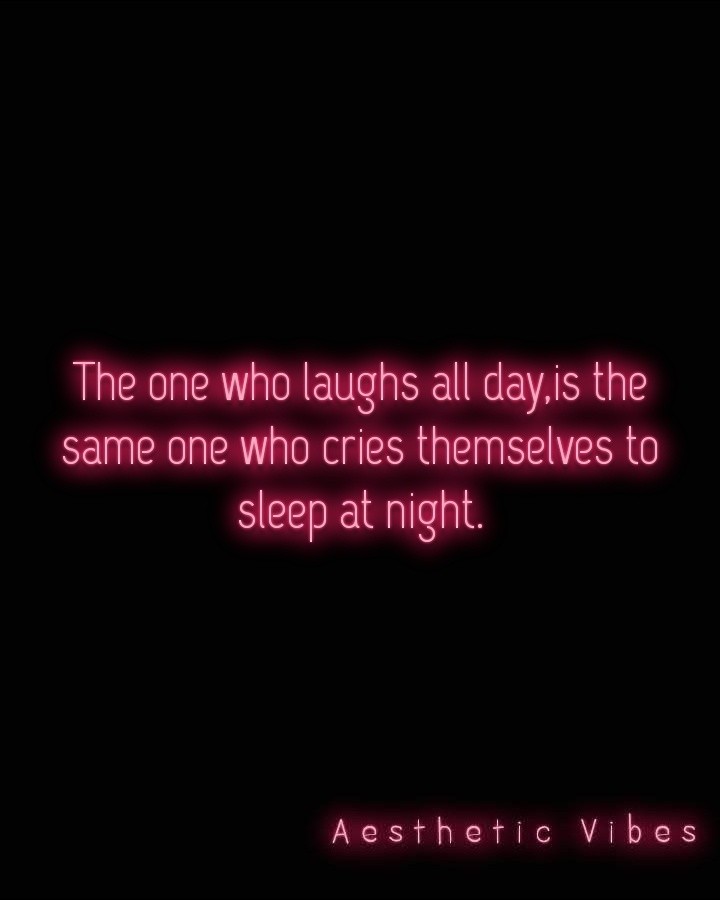 The one who laughs all day,is the
same one who cries themselves to
sleep at night.
Aesthetic Vibes